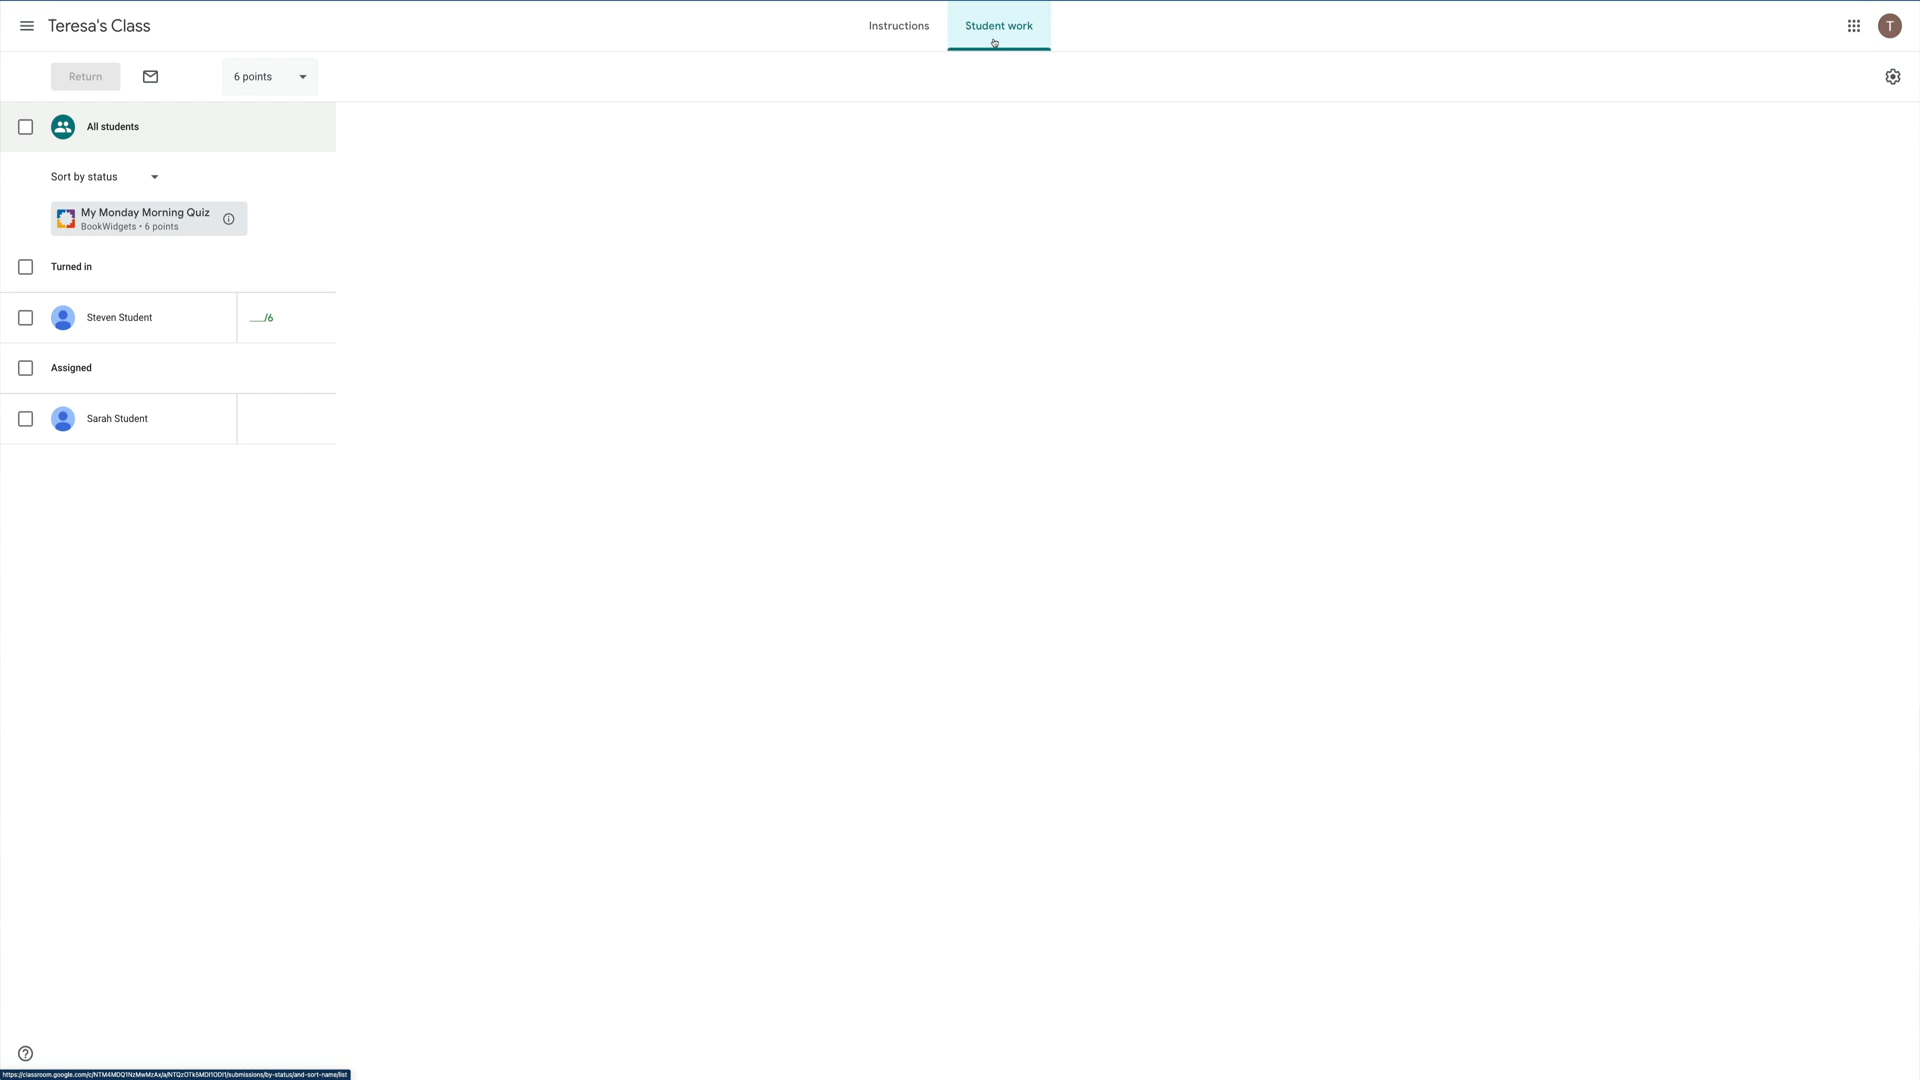 Teresa's Class
Instructions
Student work
T
Return
6 points
All students
Sort by status
My Monday Morning Quiz
BookWidgets • 6 points
Turned in
Steven Student
___/6
Assigned
Sarah Student